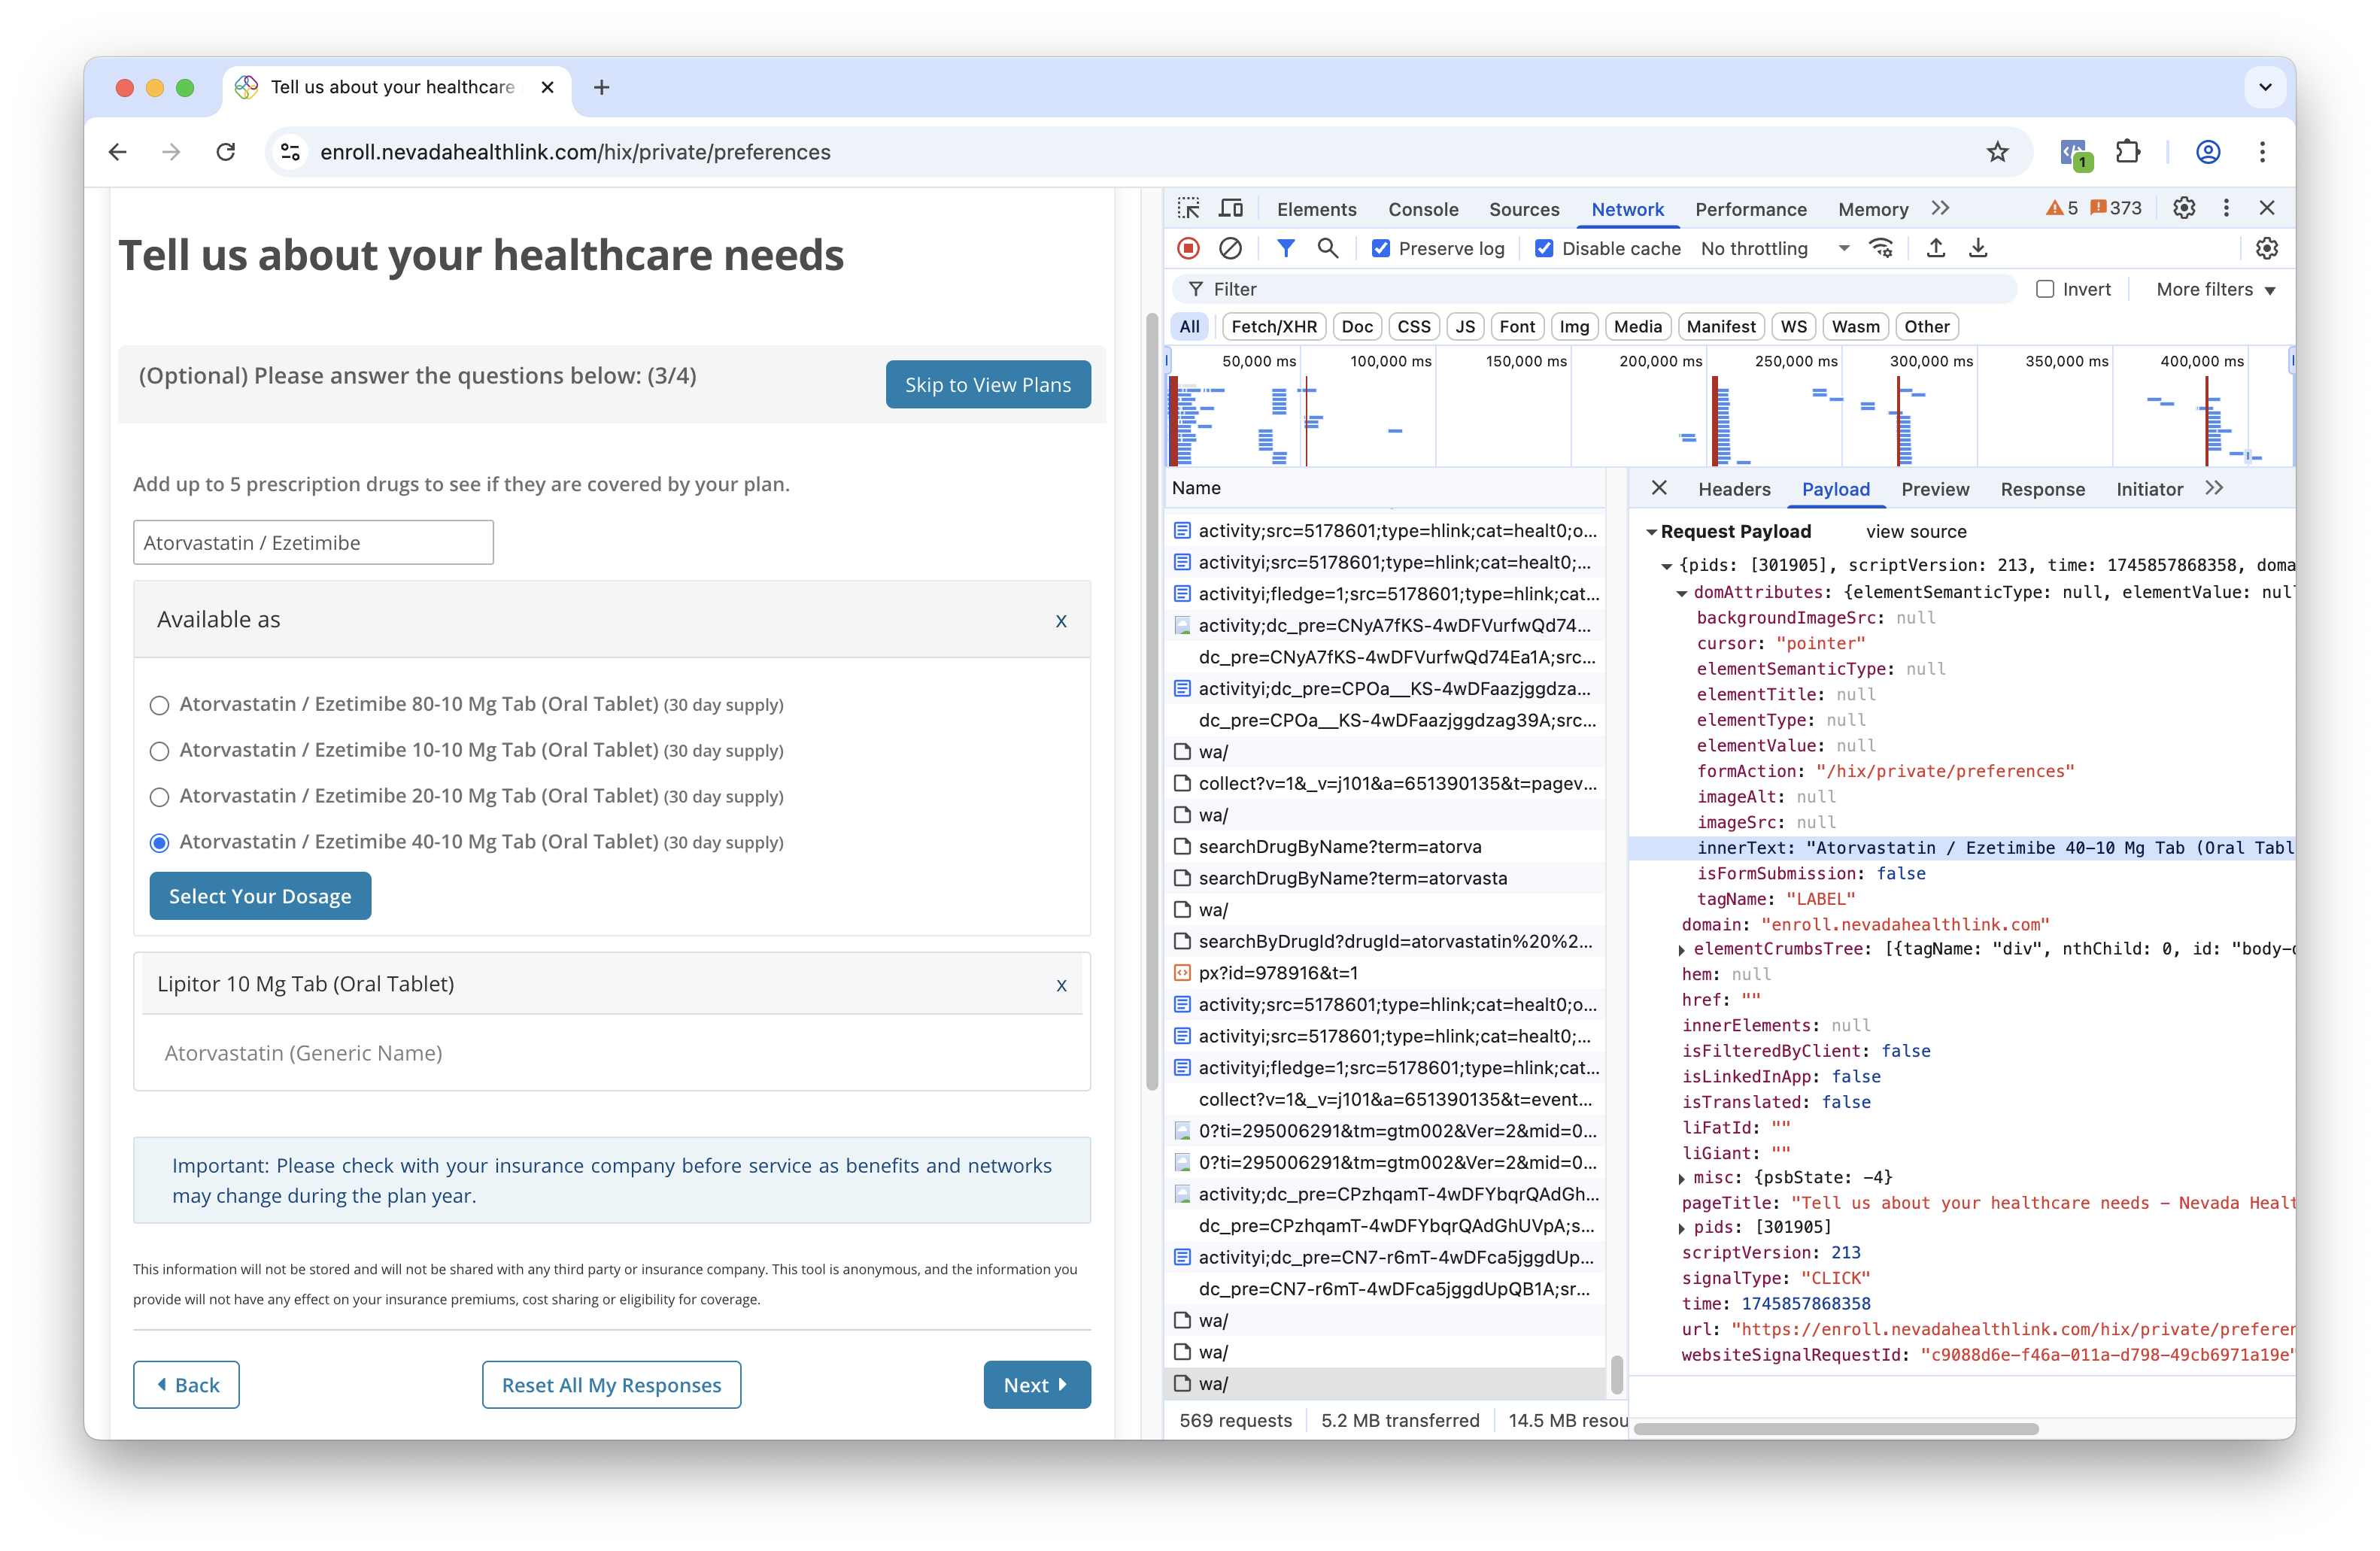 Tell us about your healthcare
enroll.nevadahealthlink.com/hix/private/preferences
1
Tell us about your healthcare needs
(Optional) Please answer the questions below: (3/4)
Skip to View Plans
Add up to 5 prescription drugs to see if they are covered by your plan.
Atorvastatin / Ezetimibe
Available as
x
Atorvastatin / Ezetimibe 80-10 Mg Tab (Oral Tablet) (30 day supply)
Atorvastatin / Ezetimibe 10-10 Mg Tab (Oral Tablet) (30 day supply)
Atorvastatin / Ezetimibe 20-10 Mg Tab (Oral Tablet) (30 day supply)
Atorvastatin / Ezetimibe 40-10 Mg Tab (Oral Tablet) (30 day supply)
Select Your Dosage
Lipitor 10 Mg Tab (Oral Tablet)
x
Atorvastatin (Generic Name)
Important: Please check with your insurance company before service as benefits and networks
may change during the plan year.
This information will not be stored and will not be shared with any third party or insurance company. This tool is anonymous, and the information you
provide will not have any effect on your insurance premiums, cost sharing or eligibility for coverage.
Back
Reset All My Responses
Next
Elements Console Sources Network Performance Memory 5 373
Preserve log Disable cache No throttling
Filter Invert More filters
All Fetch/XHR Doc CSS JS Font Img Media Manifest WS Wasm Other
50,000 ms 100,000 ms 150,000 ms 200,000 ms 250,000 ms 300,000 ms 350,000 ms 400,000 ms
Name
activity;src=5178601;type=hlink;cat=healt0;o...
activityi;src=5178601;type=hlink;cat=healt0;...
activityi;fledge=1;src=5178601;type=hlink;cat...
activity;dc_pre=CNyA7fKS-4wDFVurfwQd74...
dc_pre=CNyA7fKS-4wDFVurfwQd74Ea1A;src...
activityi;dc_pre=CPOa__KS-4wDFaazjggdza...
dc_pre=CPOa__KS-4wDFaazjggdzag39A;src...
wa/
collect?v=1&_v=j101&a=651390135&t=pagev...
wa/
searchDrugByName?term=atorva
searchDrugByName?term=atorvasta
wa/
searchByDrugId?drugId=atorvastatin%20%2...
px?id=978916&t=1
activity;src=5178601;type=hlink;cat=healt0;o...
activityi;src=5178601;type=hlink;cat=healt0;...
activityi;fledge=1;src=5178601;type=hlink;cat...
collect?v=1&_v=j101&a=651390135&t=event...
0?ti=295006291&tm=gtm002&Ver=2&mid=0...
0?ti=295006291&tm=gtm002&Ver=2&mid=0...
activity;dc_pre=CPzhqamT-4wDFYbqrQAdGh...
dc_pre=CPzhqamT-4wDFYbqrQAdGhUVpA;s...
activityi;dc_pre=CN7-r6mT-4wDFca5jggdUp...
dc_pre=CN7-r6mT-4wDFca5jggdUpQB1A;sr...
wa/
wa/
wa/
569 requests 5.2 MB transferred 14.5 MB resou
Headers Payload Preview Response Initiator
Request Payload view source
{pids: [301905], scriptVersion: 213, time: 1745857868358, doma
domAttributes: {elementSemanticType: null, elementValue: nul
backgroundImageSrc: null
cursor: "pointer"
elementSemanticType: null
elementTitle: null
elementType: null
elementValue: null
formAction: "/hix/private/preferences"
imageAlt: null
imageSrc: null
innerText: "Atorvastatin / Ezetimibe 40-10 Mg Tab (Oral Tabl
isFormSubmission: false
tagName: "LABEL"
domain: "enroll.nevadahealthlink.com"
elementCrumbsTree: [{tagName: "div", nthChild: 0, id: "body-
hem: null
href: ""
innerElements: null
isFilteredByClient: false
isLinkedInApp: false
isTranslated: false
liFatId: ""
liGiant: ""
misc: {psbState: -4}
pageTitle: "Tell us about your healthcare needs - Nevada Healt
pids: [301905]
scriptVersion: 213
signalType: "CLICK"
time: 1745857868358
url: "https://enroll.nevadahealthlink.com/hix/private/prefere
websiteSignalRequestId: "c9088d6e-f46a-011a-d798-49cb6971a19e"